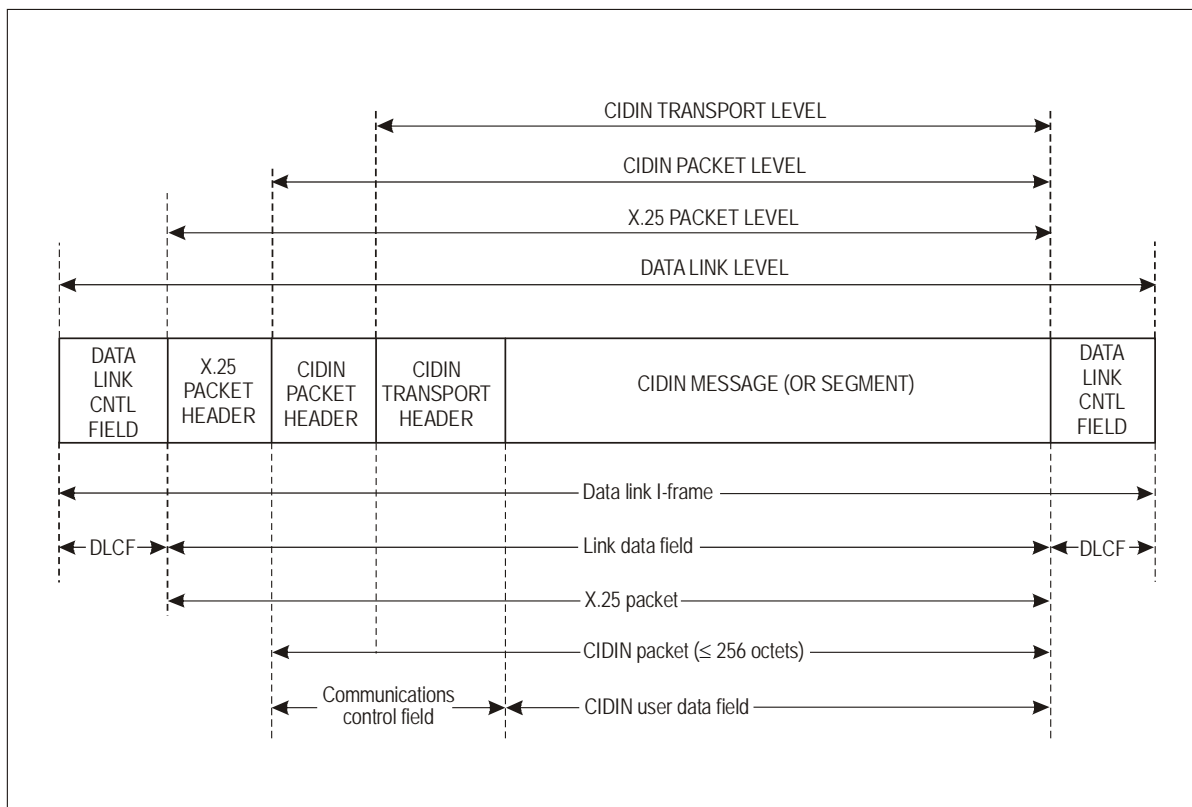 CIDIN TRANSPORT LEVEL
CIDIN PACKET LEVEL
X.25 PACKET LEVEL
DATA LINK LEVEL
DATA
LINK
CNTL
FIELD
X.25
PACKET
HEADER
CIDIN
PACKET
HEADER
CIDIN
TRANSPORT
HEADER
CIDIN MESSAGE (OR SEGMENT)
DATA
LINK
CNTL
FIELD
Data link I-frame
DLCF
Link data field
DLCF
X.25 packet
CIDIN packet (≤ 256 octets)
Communications
control field
CIDIN user data field